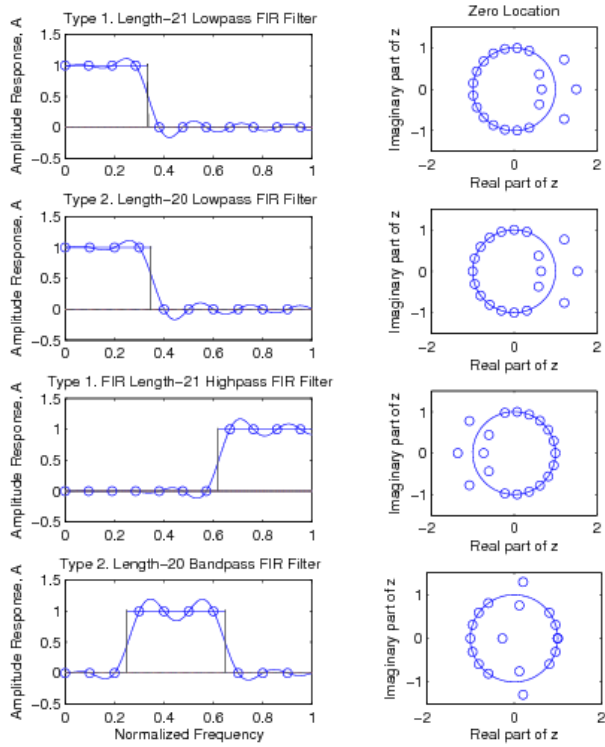 Type 1. Length-21 Lowpass FIR Filter
Amplitude Response, A
1.5
1
0.5
0
-0.5
0 0.2 0.4 0.6 0.8 1
Zero Location
Imaginary part of z
1
0
-1
-2 0 2
Real part of z
Type 2. Length-20 Lowpass FIR Filter
Amplitude Response, A
1.5
1
0.5
0
-0.5
0 0.2 0.4 0.6 0.8 1
Imaginary part of z
1
0
-1
-2 0 2
Real part of z
Type 1. FIR Length-21 Highpass FIR Filter
Amplitude Response, A
1.5
1
0.5
0
-0.5
0 0.2 0.4 0.6 0.8 1
Imaginary part of z
1
0
-1
-2 0 2
Real part of z
Type 2. Length-20 Bandpass FIR Filter
Amplitude Response, A
1.5
1
0.5
0
-0.5
0 0.2 0.4 0.6 0.8 1
Normalized Frequency
Imaginary part of z
1
0
-1
-2 0 2
Real part of z